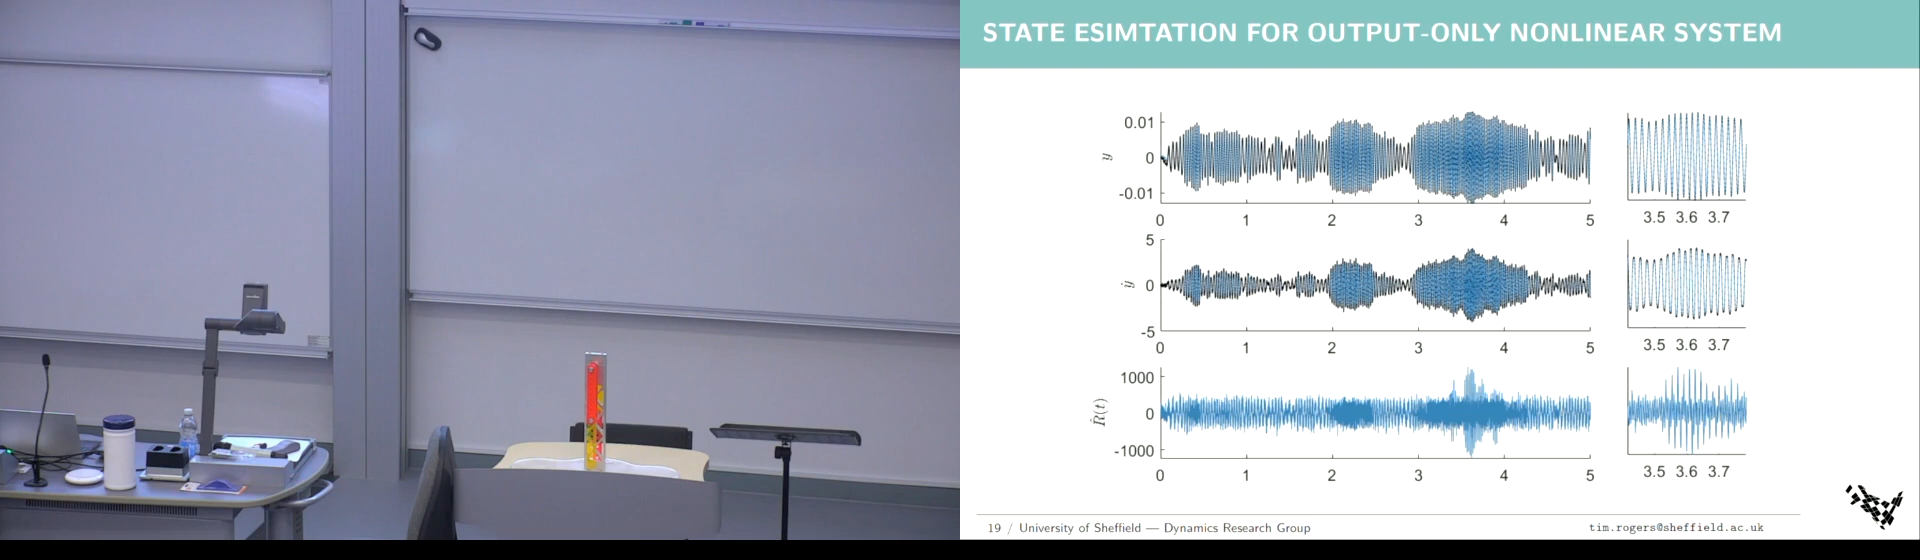 STATE ESIMTATION FOR OUTPUT-ONLY NONLINEAR SYSTEM
0.01
0
-0.01
y
0 1 2 3 4 5
3.5 3.6 3.7
5
0
-5
ẏ
0 1 2 3 4 5
3.5 3.6 3.7
1000
0
-1000
R̂(t)
0 1 2 3 4 5
3.5 3.6 3.7
19 / University of Sheffield — Dynamics Research Group
tim.rogers@sheffield.ac.uk